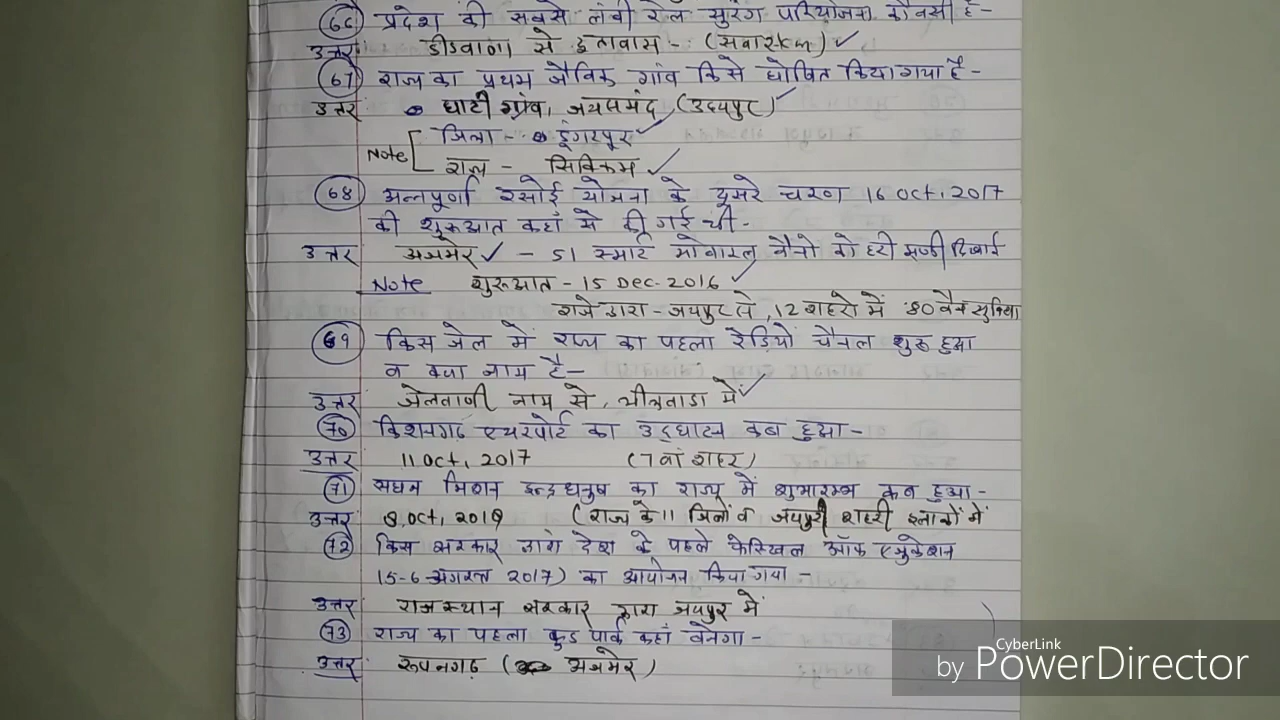 (66) प्रदेश की सबसे लंबी रेल सुरंग परियोजना कौनसी है-
उत्तर डीडवाना से इन्दावास - (सवा2km)
(67) राज्य का प्रथम जैविक गांव किसे घोषित किया गया है -
उत्तर घाटी गांव, जयसमंद (उदयपुर)
Note जिला - डूंगरपुर
राज्य - सिक्किम
(68) अन्नपूर्णा रसोई योजना के दूसरे चरण 16 Oct, 2017
की शुरुआत कहाँ से की गई थी -
उत्तर अजमेर - 51 स्मार्ट मोबाइल वैनो को हरी झण्डी दिखाई
Note शुरुआत - 15 Dec. 2016
राजे द्वारा - जयपुर से, 12 शहरो में 80 वैन सुविधा
(69) किस जेल में राज्य का पहला रेडियों चैनल शुरु हुआ
व क्या नाम है -
उत्तर जेलवाणी नाम से,
(70) किशनगढ़ एयरपोर्ट का उद्घाटन कब हुआ -
उत्तर 11 Oct, 2017 (7वां शहर)
(71) सघन मिशन इन्द्रधनुष का राज्य में शुभारम्भ कब हुआ -
उत्तर 8, Oct, 2017 (राज्य के 11 जिलों व जयपुर शहरी इलाकों में
(72) किस सरकार द्वारा देश के पहले फेस्टिवल ऑफ एजुकेशन
(5-6 अगस्त 2017) का आयोजन किया गया -
उत्तर राजस्थान सरकार द्वारा जयपुर में
(73) राज्य का पहला फुड पार्क कहाँ बनेगा -
उत्तर रूपनगढ़ (अजमेर)
CyberLink
by PowerDirector